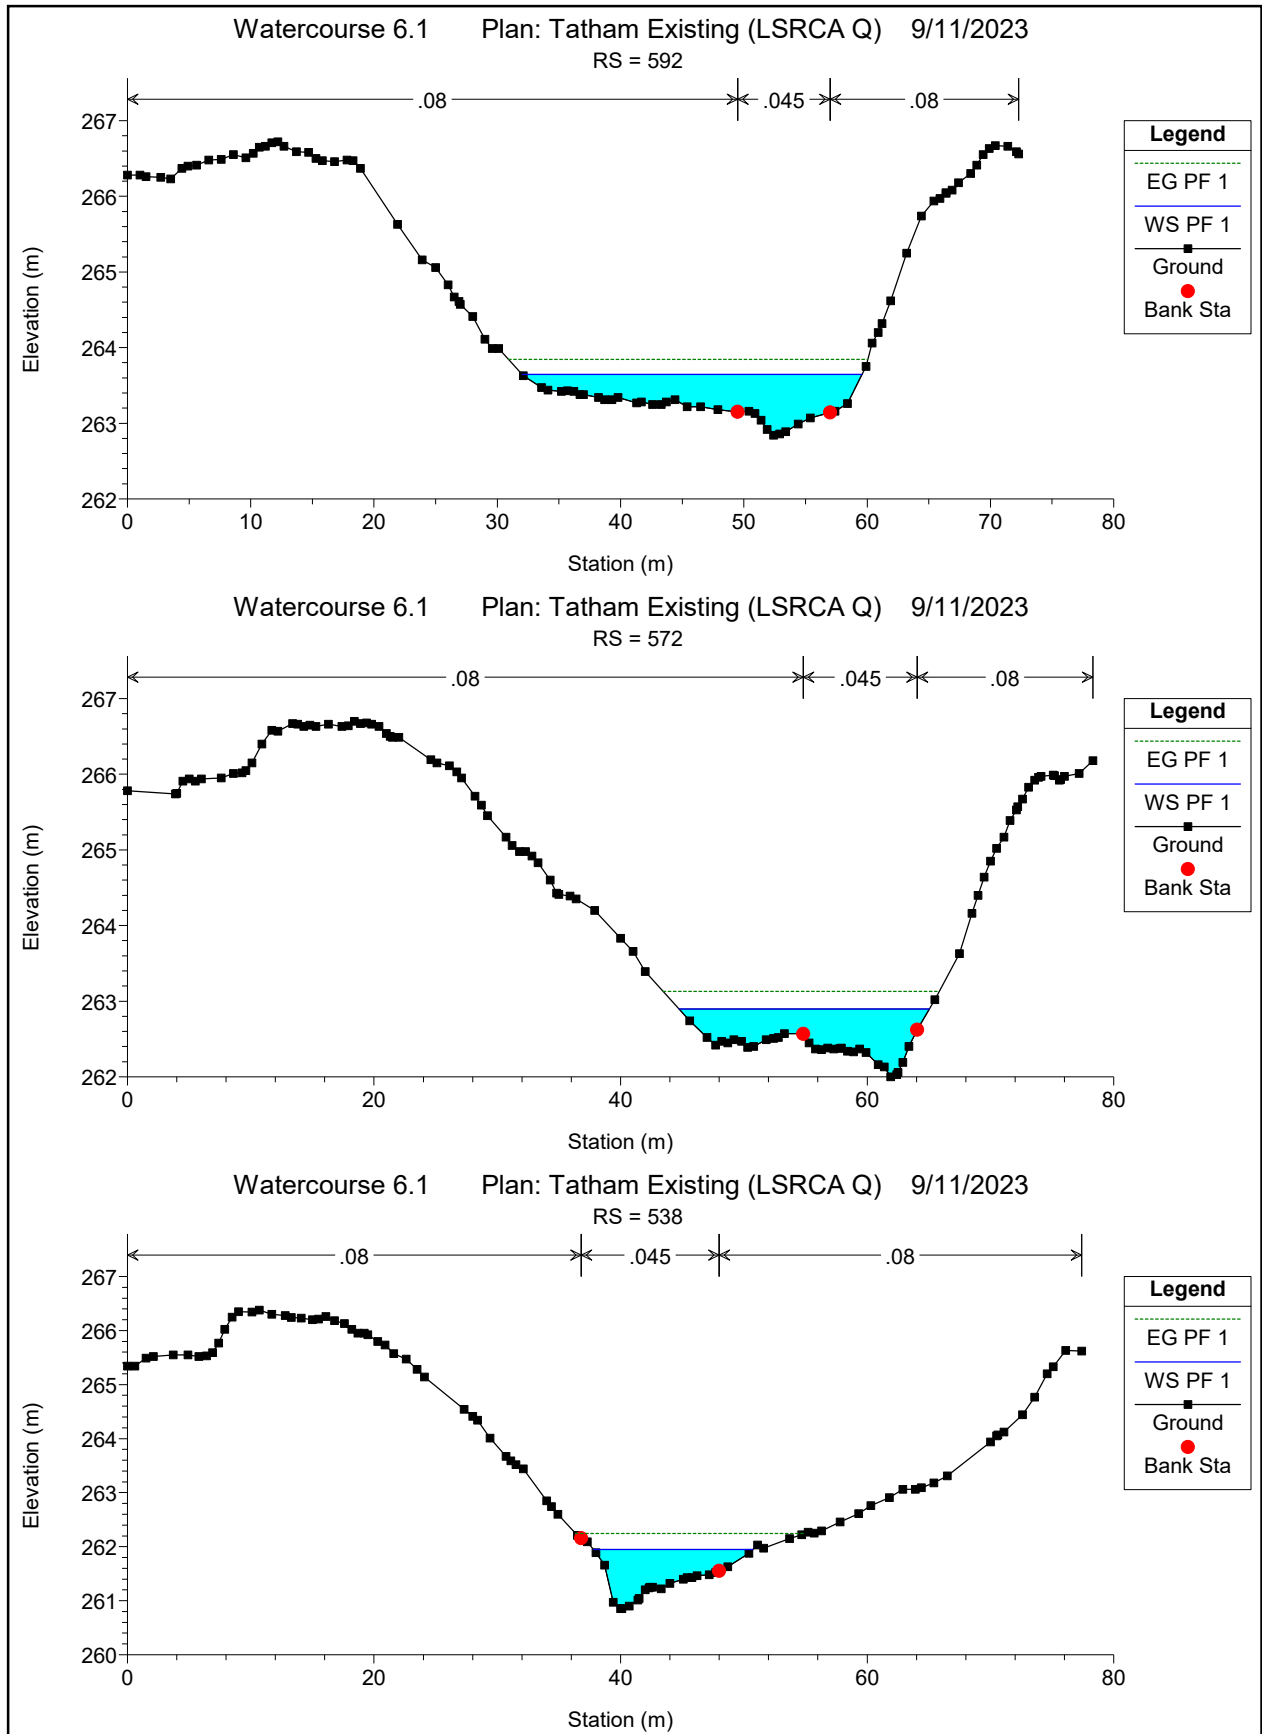 Watercourse 6.1 Plan: Tatham Existing (LSRCA Q) 9/11/2023
RS = 592
.08 .045 .08
267
266
265
264
263
262
Elevation (m)
0 10 20 30 40 50 60 70 80
Station (m)
Legend
EG PF 1
WS PF 1
Ground
Bank Sta
Watercourse 6.1 Plan: Tatham Existing (LSRCA Q) 9/11/2023
RS = 572
.08 .045 .08
267
266
265
264
263
262
Elevation (m)
0 20 40 60 80
Station (m)
Legend
EG PF 1
WS PF 1
Ground
Bank Sta
Watercourse 6.1 Plan: Tatham Existing (LSRCA Q) 9/11/2023
RS = 538
.08 .045 .08
267
266
265
264
263
262
261
260
Elevation (m)
0 20 40 60 80
Station (m)
Legend
EG PF 1
WS PF 1
Ground
Bank Sta